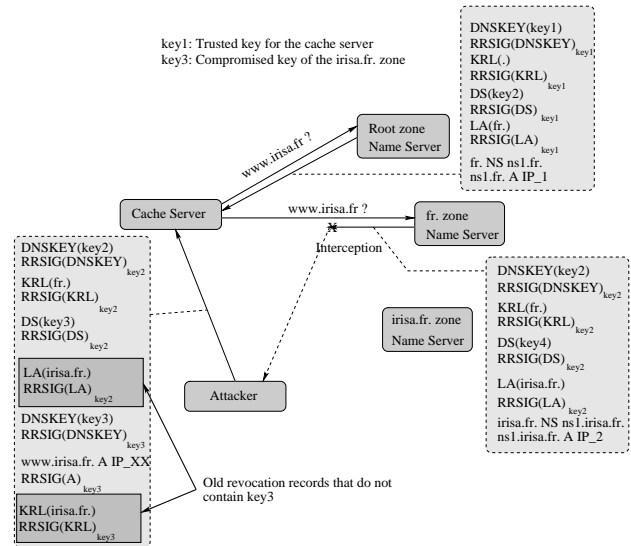 key1: Trusted key for the cache server
key3: Compromised key of the irisa.fr. zone
DNSKEY(key1)
RRSIG(DNSKEY)key1
KRL(.)
RRSIG(KRL)key1
DS(key2)
RRSIG(DS)key1
LA(fr.)
RRSIG(LA)key1
fr. NS ns1.fr.
ns1.fr. A IP_1
Root zone
Name Server
www.irisa.fr ?
Cache Server
www.irisa.fr ?
fr. zone
Name Server
X
Interception
DNSKEY(key2)
RRSIG(DNSKEY)key2
KRL(fr.)
RRSIG(KRL)key2
DS(key3)
RRSIG(DS)key2
LA(irisa.fr.)
RRSIG(LA)key2
DNSKEY(key3)
RRSIG(DNSKEY)key3
www.irisa.fr. A IP_XX
RRSIG(A)key3
KRL(irisa.fr.)
RRSIG(KRL)key3
DNSKEY(key2)
RRSIG(DNSKEY)key2
KRL(fr.)
RRSIG(KRL)key2
DS(key4)
RRSIG(DS)key2
LA(irisa.fr.)
RRSIG(LA)key2
irisa.fr. NS ns1.irisa.fr.
ns1.irisa.fr. A IP_2
irisa.fr. zone
Name Server
Attacker
Old revocation records that do not
contain key3